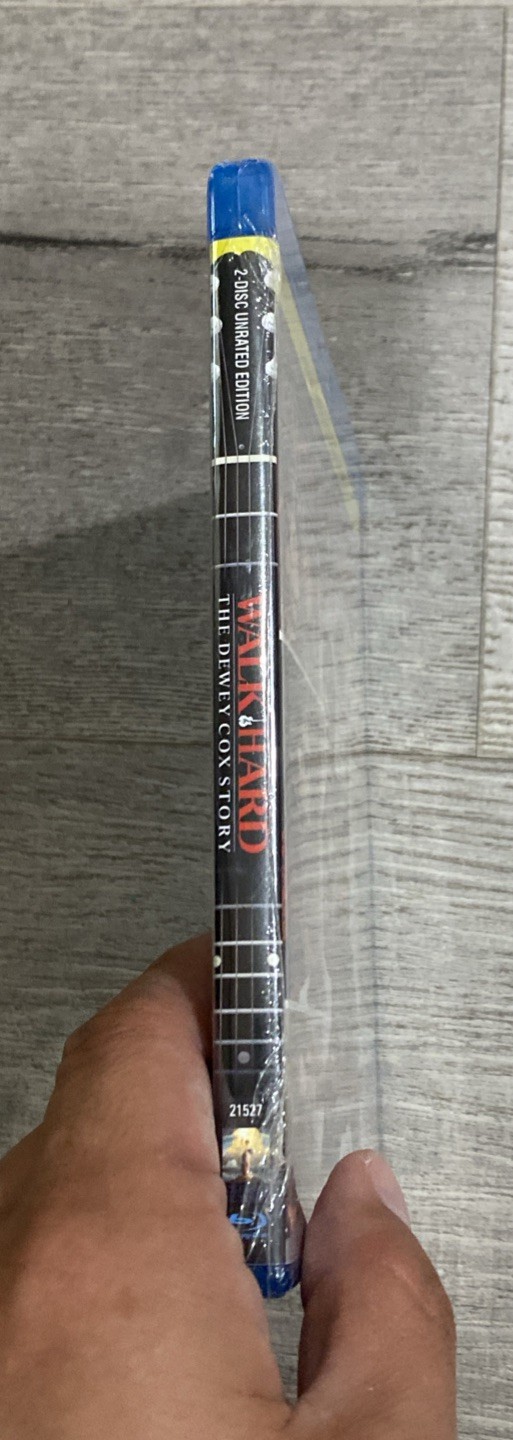 2-DISC UNRATED EDITION
WALK HARD
THE DEWEY COX STORY
21527